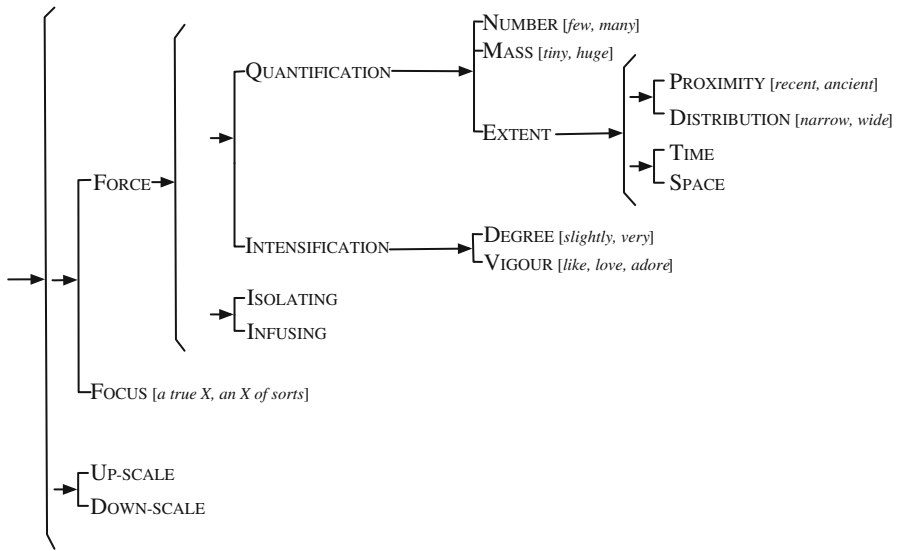 NUMBER [few, many]
MASS [tiny, huge]
QUANTIFICATION
PROXIMITY [recent, ancient]
DISTRIBUTION [narrow, wide]
EXTENT
TIME
FORCE
SPACE
DEGREE [slightly, very]
INTENSIFICATION
VIGOUR [like, love, adore]
ISOLATING
INFUSING
FOCUS [a true X, an X of sorts]
UP-SCALE
DOWN-SCALE